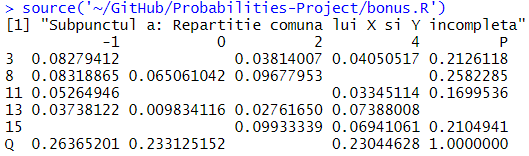 > source('~/GitHub/Probabilities-Project/bonus.R')
[1] "Subpunctul a: Repartitie comuna lui X si Y incompleta"
-1 0 2 4 P
3 0.08279412 0.03814007 0.04050517 0.2126118
8 0.08318865 0.065061042 0.09677953 0.2582285
11 0.05264946 0.03345114 0.1699536
13 0.03738122 0.009834116 0.02761650 0.07388008
15 0.09933339 0.06941061 0.2104941
Q 0.26365201 0.233125152 0.23044628 1.0000000